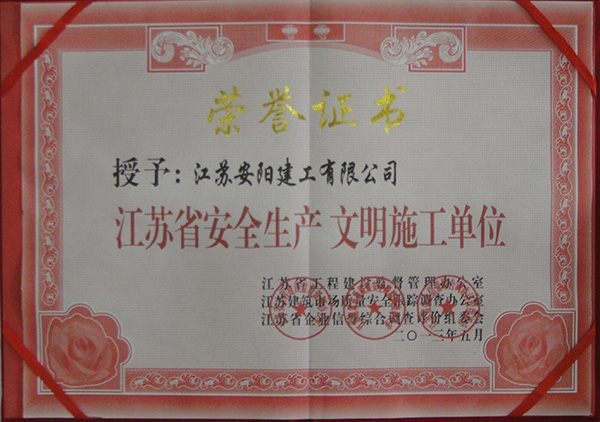 荣誉证书
授予：江苏安阳建工有限公司
江苏省安全生产 文明施工单位
江苏省工程建设监督管理办公室
江苏建筑市场质量安全跟踪调查办公室
江苏省企业信誉综合调查评价组委会
二〇一三年五月